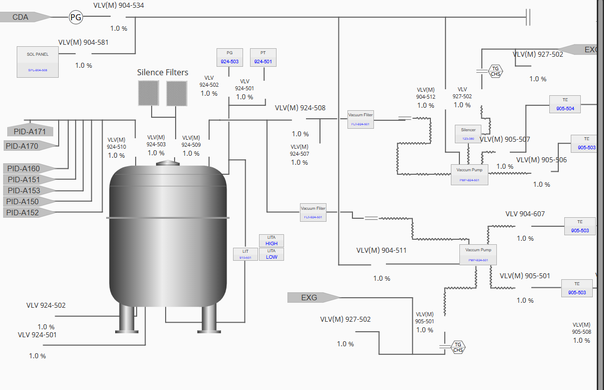 VLV(M) 904-534
CDA
PG
1.0 %
VLV(M) 904-581
SOL PANEL
1.0 %
Silence Filters
PG
924-503
PT
924-501
VLV
924-502
1.0 %
VLV
924-501
1.0 %
VLV(M) 924-508
1.0 %
VLV(M)
924-507
1.0 %
Vacuum Filter
VLV(M)
904-512
1.0 %
VLV
927-502
1.0 %
VLV(M) 927-502
1.0 %
EXG
TG
CHS
TE
905-504
Silencer
VLV(M) 905-507
1.0 %
TE
905-503
VLV(M) 905-506
1.0 %
Vacuum Pump
PID-A171
PID-A170
PID-A160
PID-A151
PID-A153
PID-A150
PID-A152
VLV(M)
924-510
1.0 %
VLV(M)
924-503
1.0 %
VLV(M)
924-509
1.0 %
Vacuum Filter
VLV 904-607
1.0 %
TE
905-503
LIT
LITA
HIGH
LITA
LOW
VLV(M) 904-511
1.0 %
Vacuum Pump
VLV(M) 905-501
1.0 %
TE
905-503
EXG
VLV(M) 927-502
1.0 %
VLV(M)
905-501
1.0 %
TG
CHS
VLV(M)
905-508
1.0 %
VLV 924-502
1.0 %
VLV 924-501
1.0 %